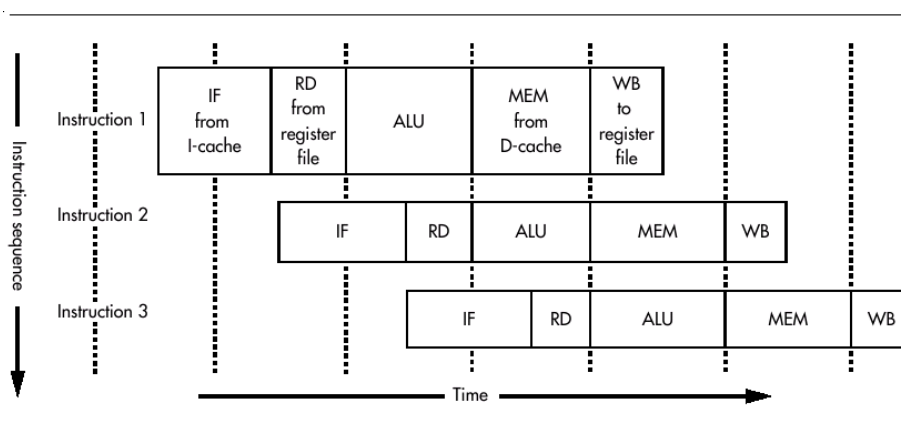 Instruction sequence
Instruction 1
IF
from
I-cache
RD
from
register
file
ALU
MEM
from
D-cache
WB
to
register
file
Instruction 2
IF
RD
ALU
MEM
WB
Instruction 3
IF
RD
ALU
MEM
WB
Time